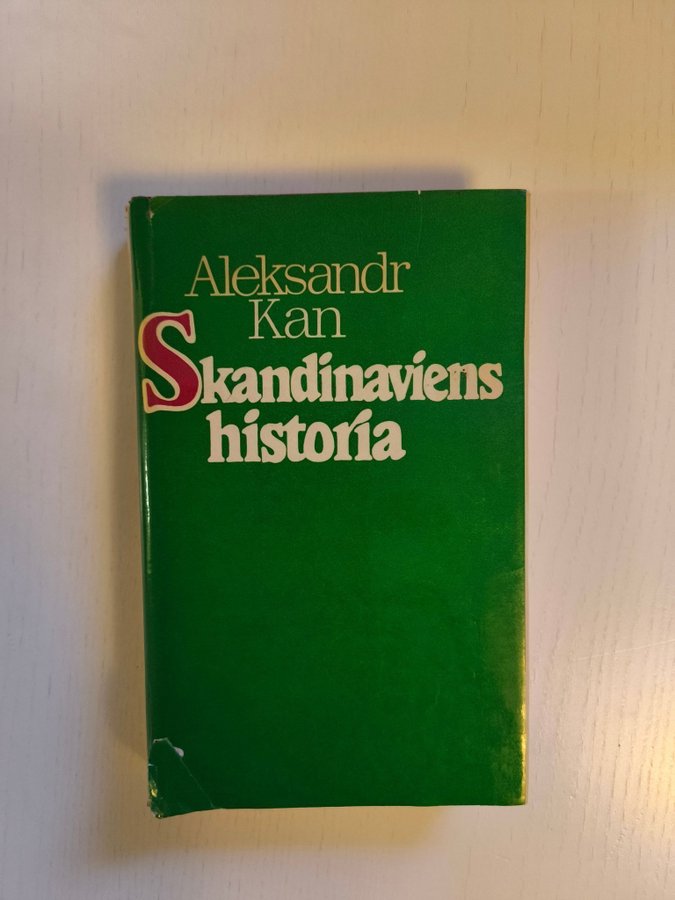 Aleksandr
Kan
Skandinaviens
historia